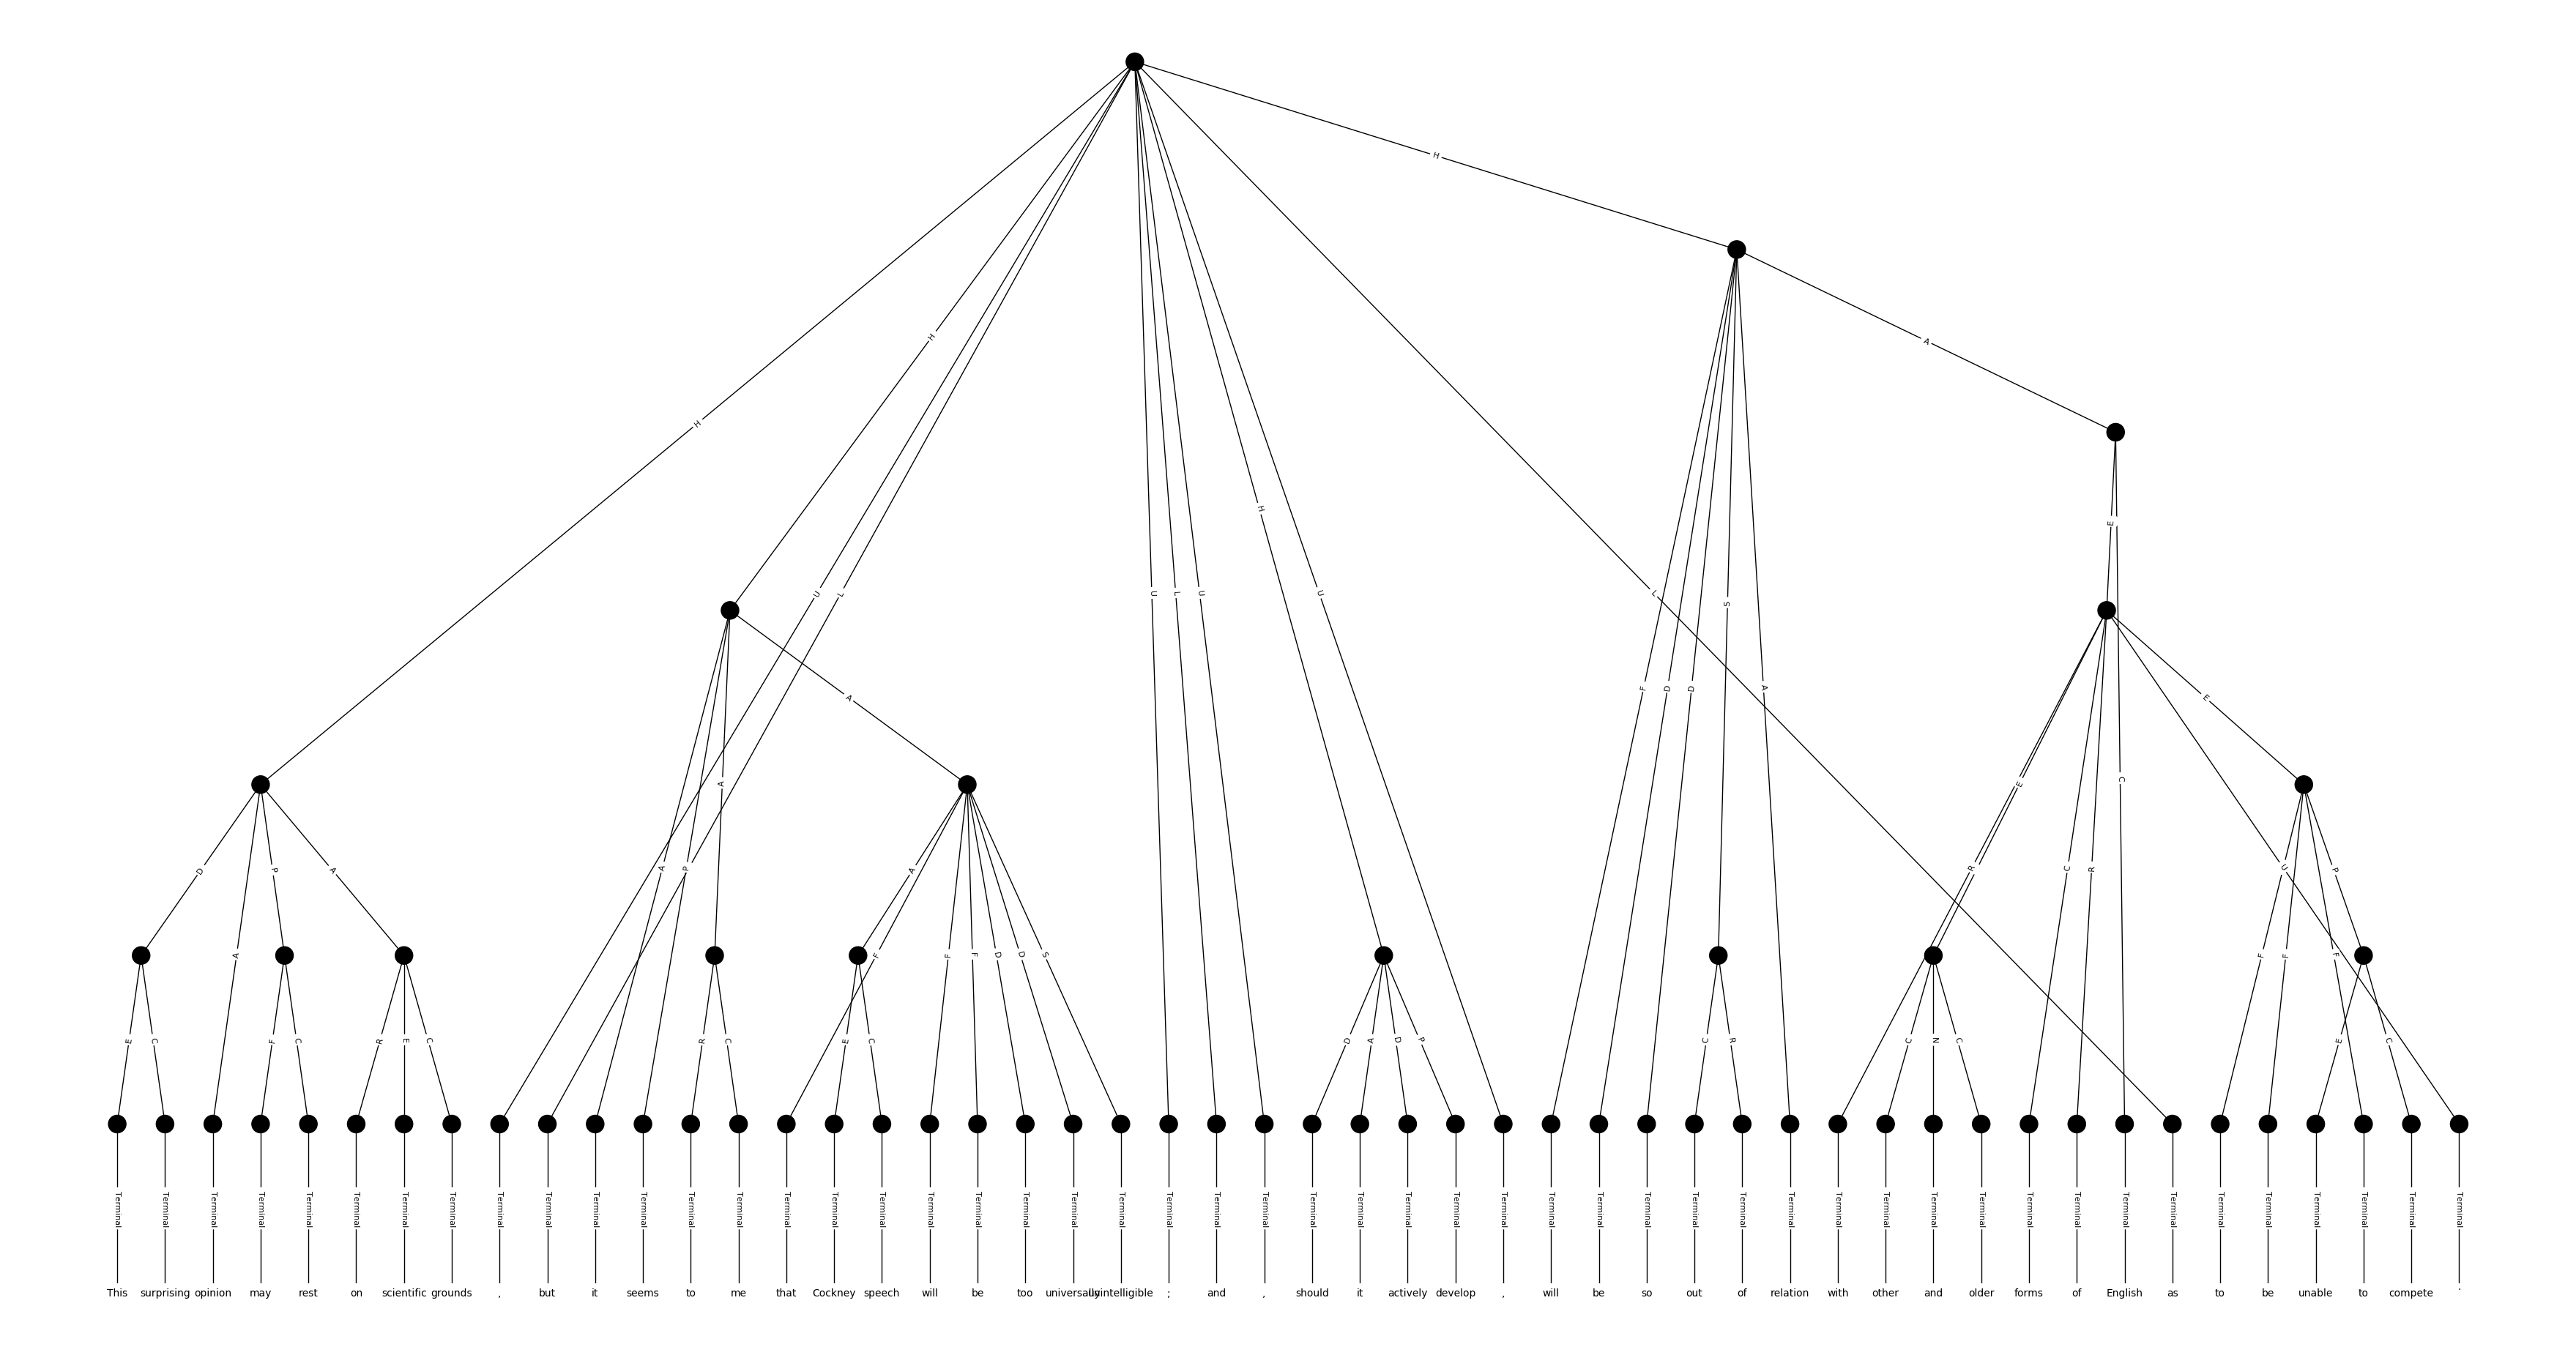 H
H
A
H
E
H
U L U L U U L S
F D D A
A E
A C E
D P A A P A R C R U P
A F F F D D S F F F
E C F C R E C R C E C D A D P C R C N C E C
Terminal Terminal Terminal Terminal Terminal Terminal Terminal Terminal Terminal Terminal Terminal Terminal Terminal Terminal Terminal Terminal Terminal Terminal Terminal Terminal Terminal Terminal Terminal Terminal Terminal Terminal Terminal Terminal Terminal Terminal Terminal Terminal Terminal Terminal Terminal Terminal Terminal Terminal Terminal Terminal Terminal Terminal Terminal Terminal Terminal Terminal Terminal Terminal Terminal Terminal
This surprising opinion may rest on scientific grounds , but it seems to me that Cockney speech will be too universally unintelligible ; and , should it actively develop , will be so out of relation with other and older forms of English as to be unable to compete .